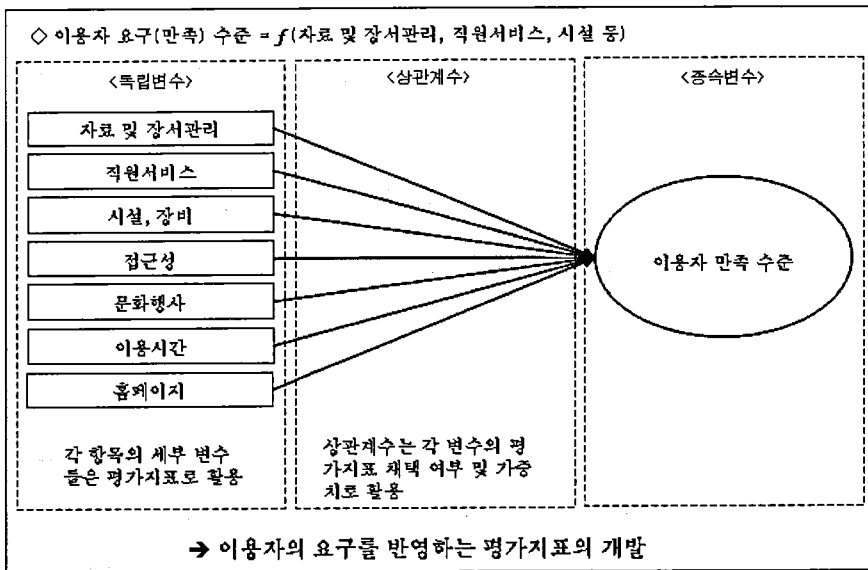 ◇ 이용자 요구(만족) 수준 = f(자료 및 장서관리, 직원서비스, 시설 등)
<독립변수>
자료 및 장서관리
직원서비스
시설, 장비
접근성
문화행사
이용시간
홈페이지
각 항목의 세부 변수
들은 평가지표로 활용
<상관계수>
상관계수는 각 변수의 평
가지표 채택 여부 및 가중
치로 활용
<종속변수>
이용자 만족 수준
➔ 이용자의 요구를 반영하는 평가지표의 개발